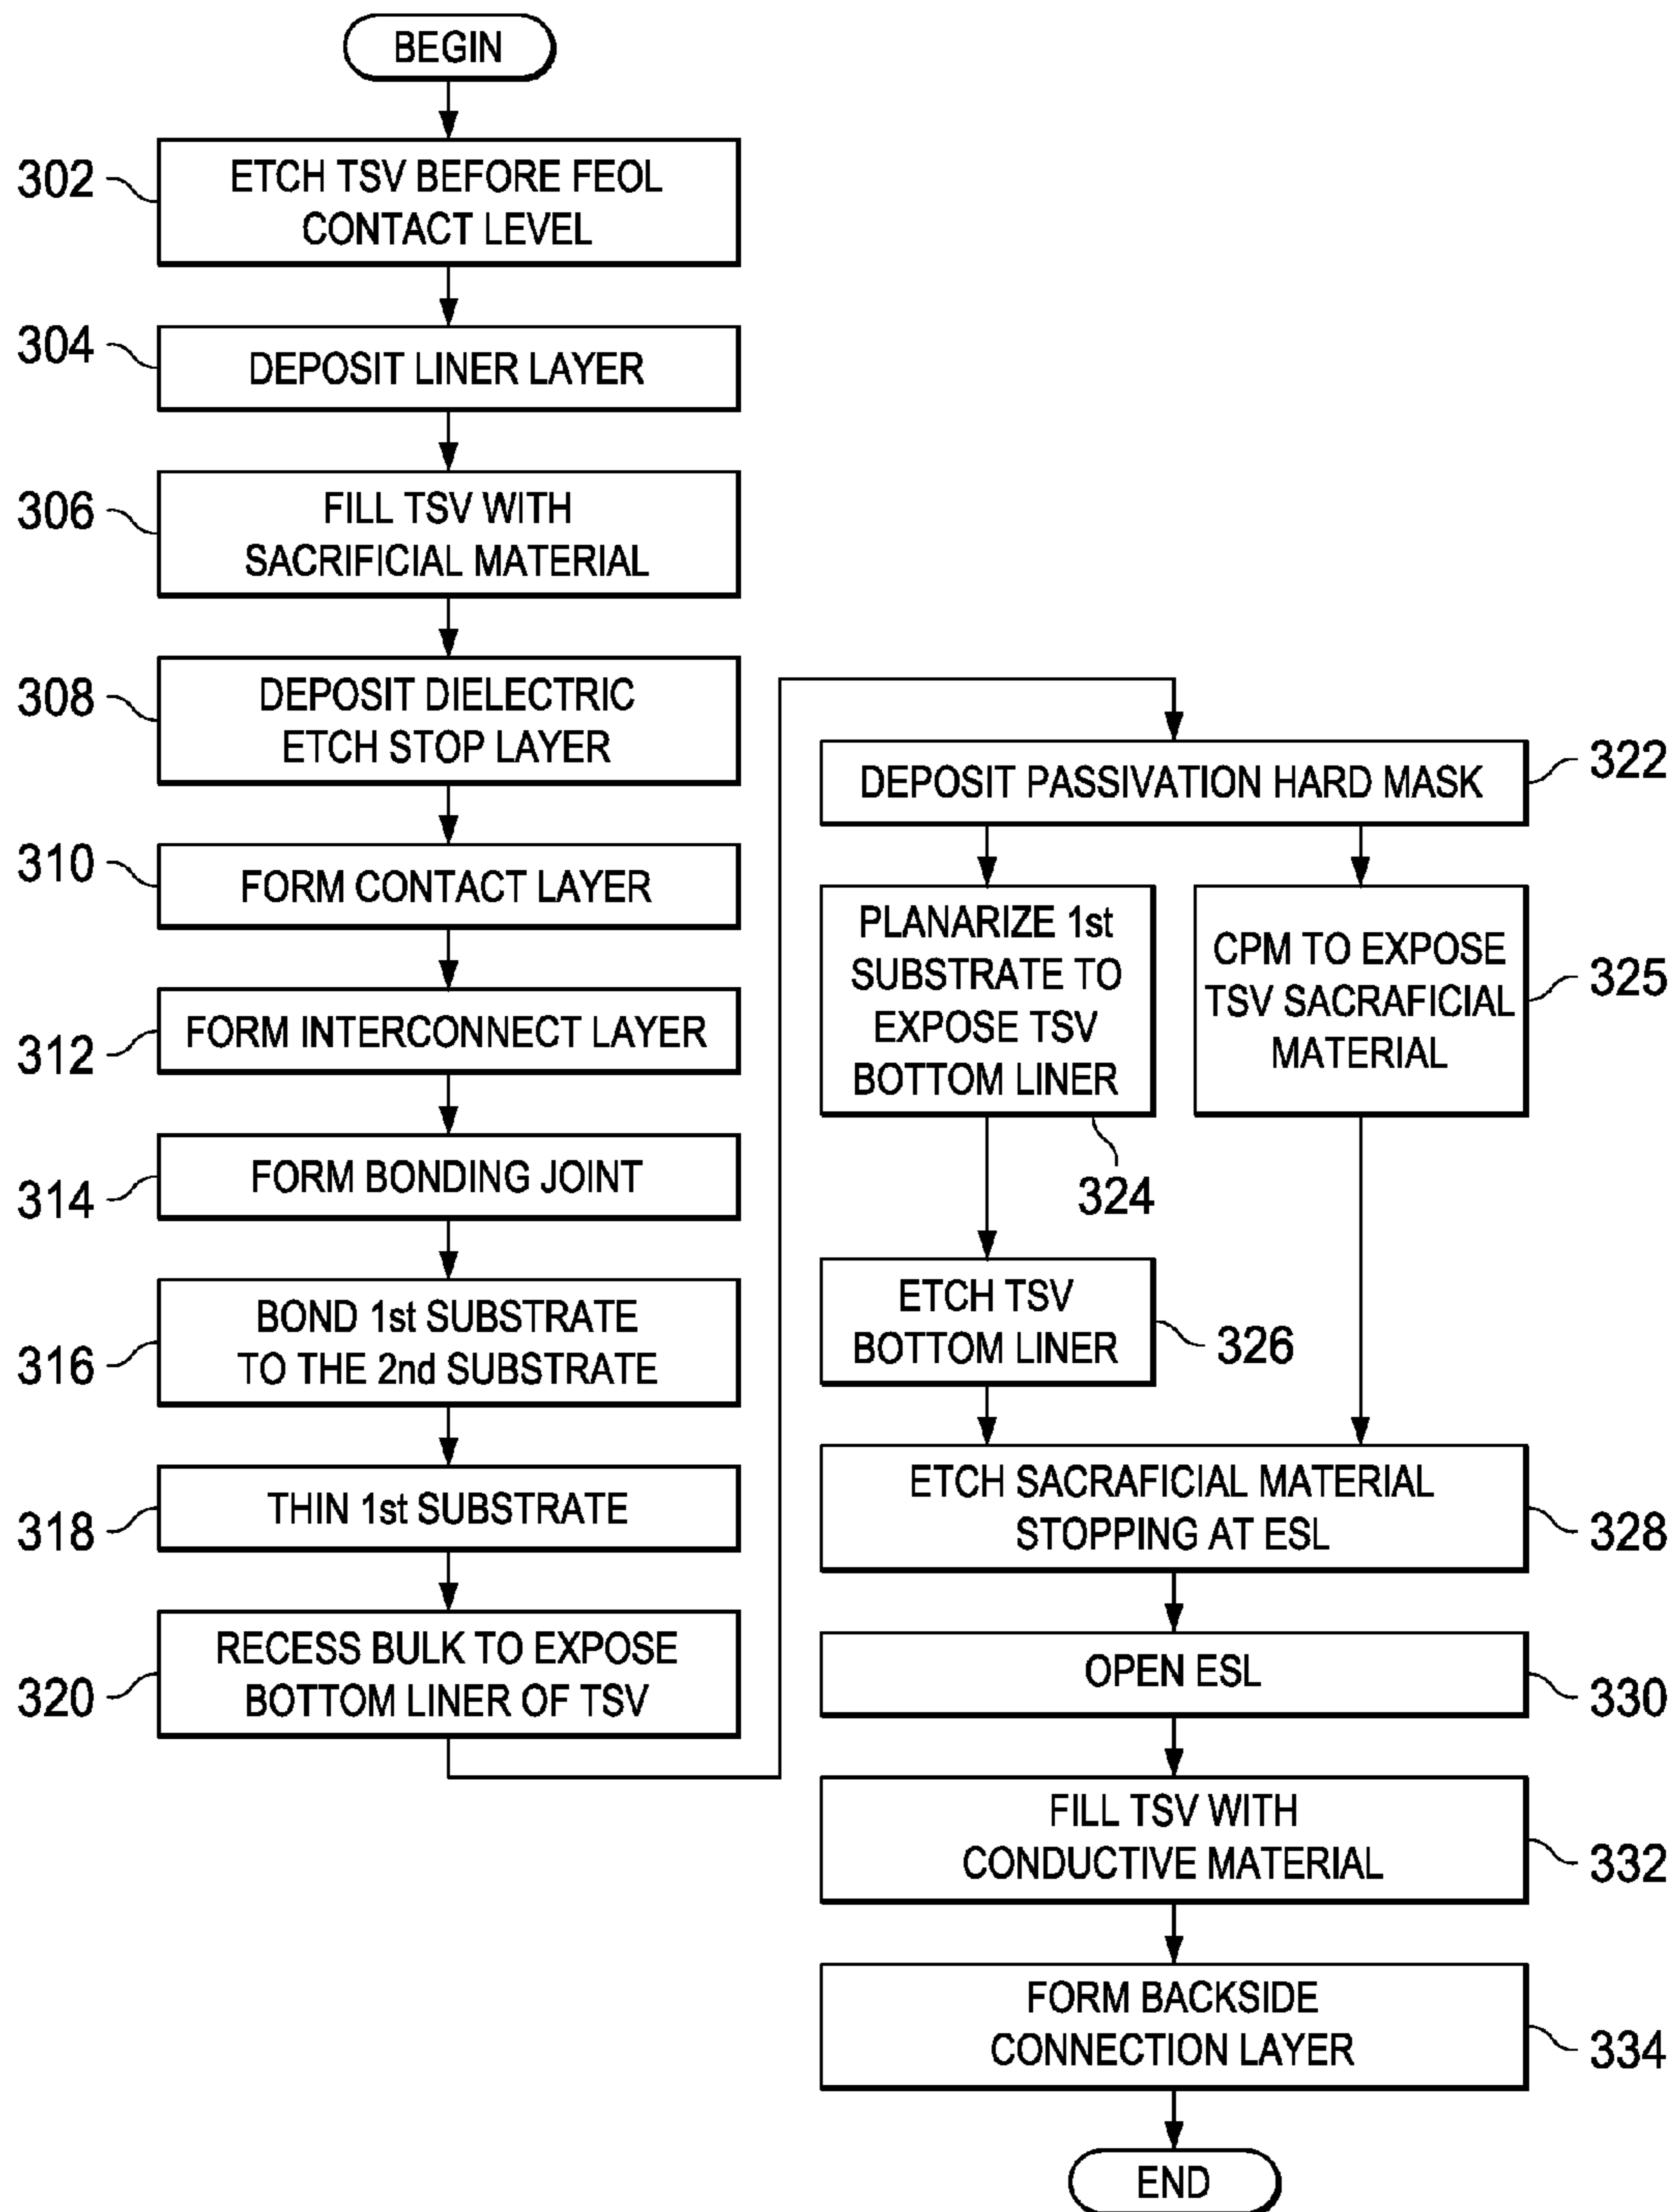 BEGIN
302
ETCH TSV BEFORE FEOL
CONTACT LEVEL
304
DEPOSIT LINER LAYER
306
FILL TSV WITH
SACRIFICIAL MATERIAL
308
DEPOSIT DIELECTRIC
ETCH STOP LAYER
310
FORM CONTACT LAYER
312
FORM INTERCONNECT LAYER
314
FORM BONDING JOINT
316
BOND 1st SUBSTRATE
TO THE 2nd SUBSTRATE
318
THIN 1st SUBSTRATE
320
RECESS BULK TO EXPOSE
BOTTOM LINER OF TSV
DEPOSIT PASSIVATION HARD MASK
322
PLANARIZE 1st
SUBSTRATE TO
EXPOSE TSV
BOTTOM LINER
324
CPM TO EXPOSE
TSV SACRAFICIAL
MATERIAL
325
ETCH TSV
BOTTOM LINER
326
ETCH SACRAFICIAL MATERIAL
STOPPING AT ESL
328
OPEN ESL
330
FILL TSV WITH
CONDUCTIVE MATERIAL
332
FORM BACKSIDE
CONNECTION LAYER
334
END